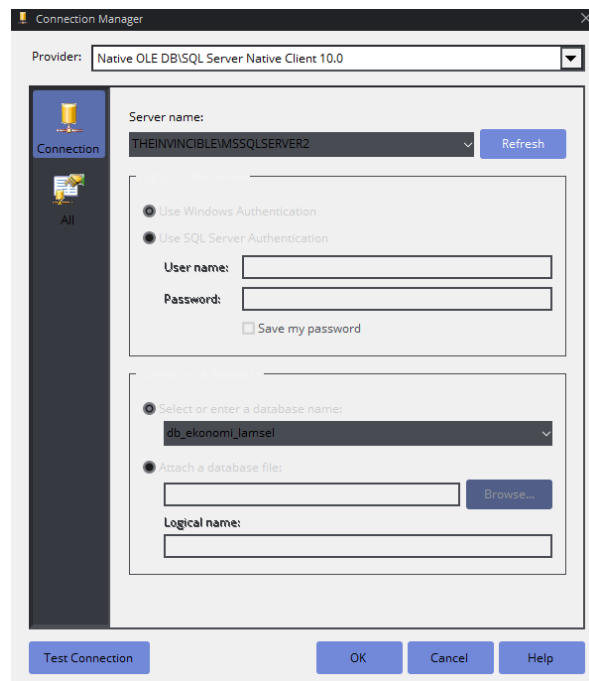 Connection Manager
Provider: Native OLE DB\SQL Server Native Client 10.0
Connection
All
Server name:
THEINVINCIBLE\MSSQLSERVER2
Refresh
Use Windows Authentication
Use SQL Server Authentication
User name:
Password:
Save my password
Select or enter a database name:
db_ekonomi_lamsel
Attach a database file:
Browse...
Logical name:
Test Connection
OK
Cancel
Help